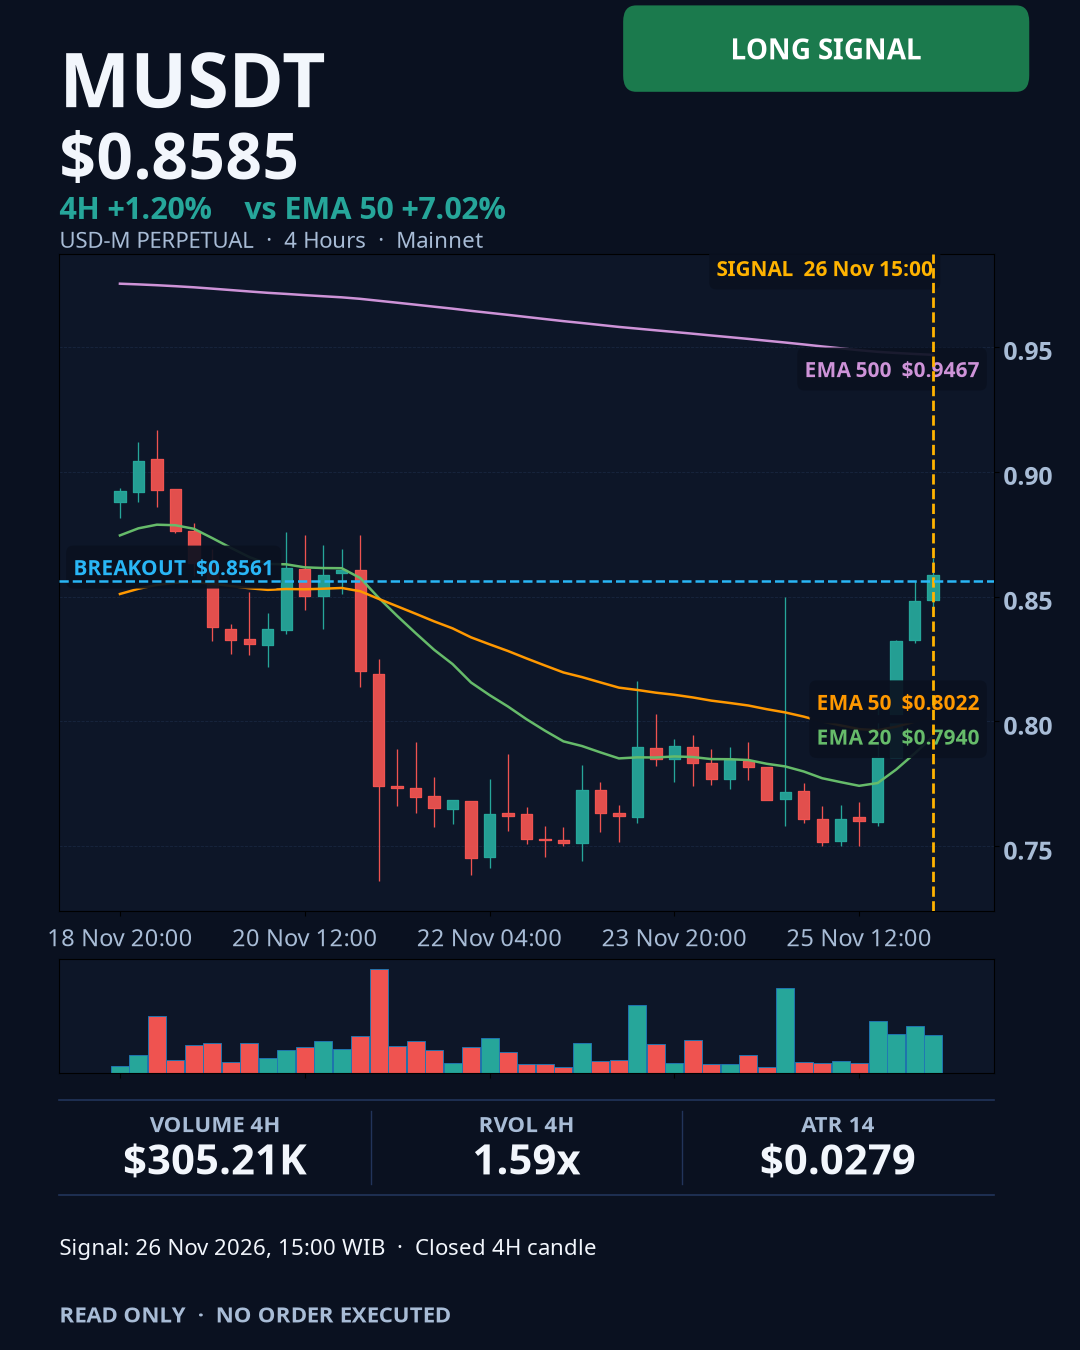 LONG SIGNAL
MUSDT
$0.8585
4H +1.20% vs EMA 50 +7.02%
USD-M PERPETUAL · 4 Hours · Mainnet
SIGNAL 26 Nov 15:00
0.95
EMA 500 $0.9467
0.90
BREAKOUT $0.8561
0.85
EMA 50 $0.8022
0.80
EMA 20 $0.7940
0.75
18 Nov 20:00 20 Nov 12:00 22 Nov 04:00 23 Nov 20:00 25 Nov 12:00
VOLUME 4H RVOL 4H ATR 14
$305.21K 1.59x $0.0279
Signal: 26 Nov 2026, 15:00 WIB · Closed 4H candle
READ ONLY · NO ORDER EXECUTED